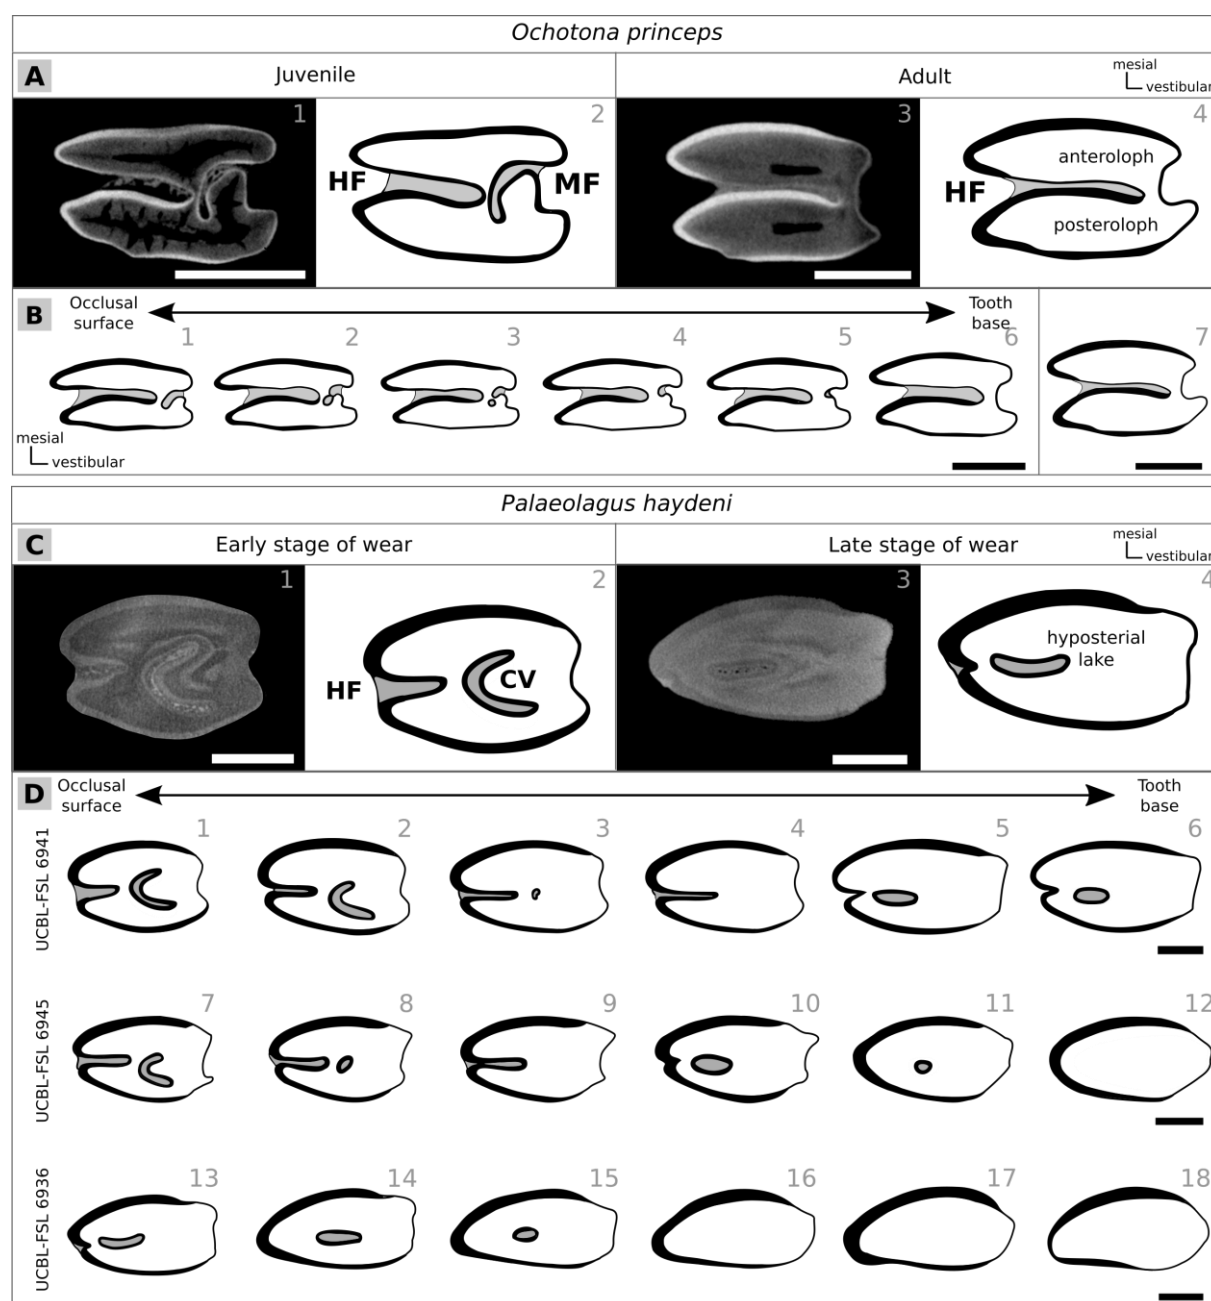 Ochotona princeps
A
Juvenile
Adult
mesial
vestibular
1
2
3
4
HF
MF
HF
anteroloph
posteroloph
B
Occlusal
surface
Tooth
base
1
2
3
4
5
6
7
mesial
vestibular
Palaeolagus haydeni
C
Early stage of wear
Late stage of wear
mesial
vestibular
1
2
3
4
HF
CV
hyposterial
lake
D
Occlusal
surface
Tooth
base
UCBL-FSL 6941
1
2
3
4
5
6
UCBL-FSL 6945
7
8
9
10
11
12
UCBL-FSL 6936
13
14
15
16
17
18